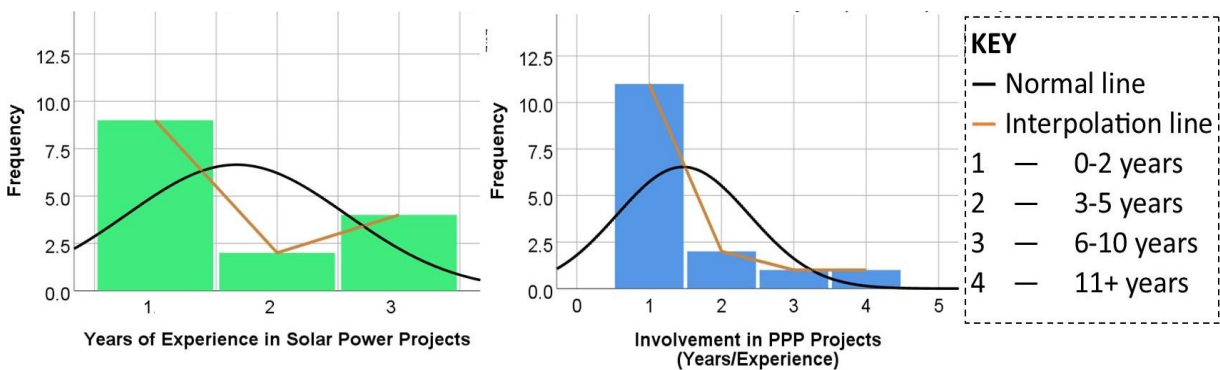 Frequency
12.5
10.0
7.5
5.0
2.5
0.0
1
2
3
Years of Experience in Solar Power Projects
Frequency
12.5
10.0
7.5
5.0
2.5
0.0
0
1
2
3
4
5
Involvement in PPP Projects
(Years/Experience)
KEY
Normal line
Interpolation line
1 — 0-2 years
2 — 3-5 years
3 — 6-10 years
4 — 11+ years